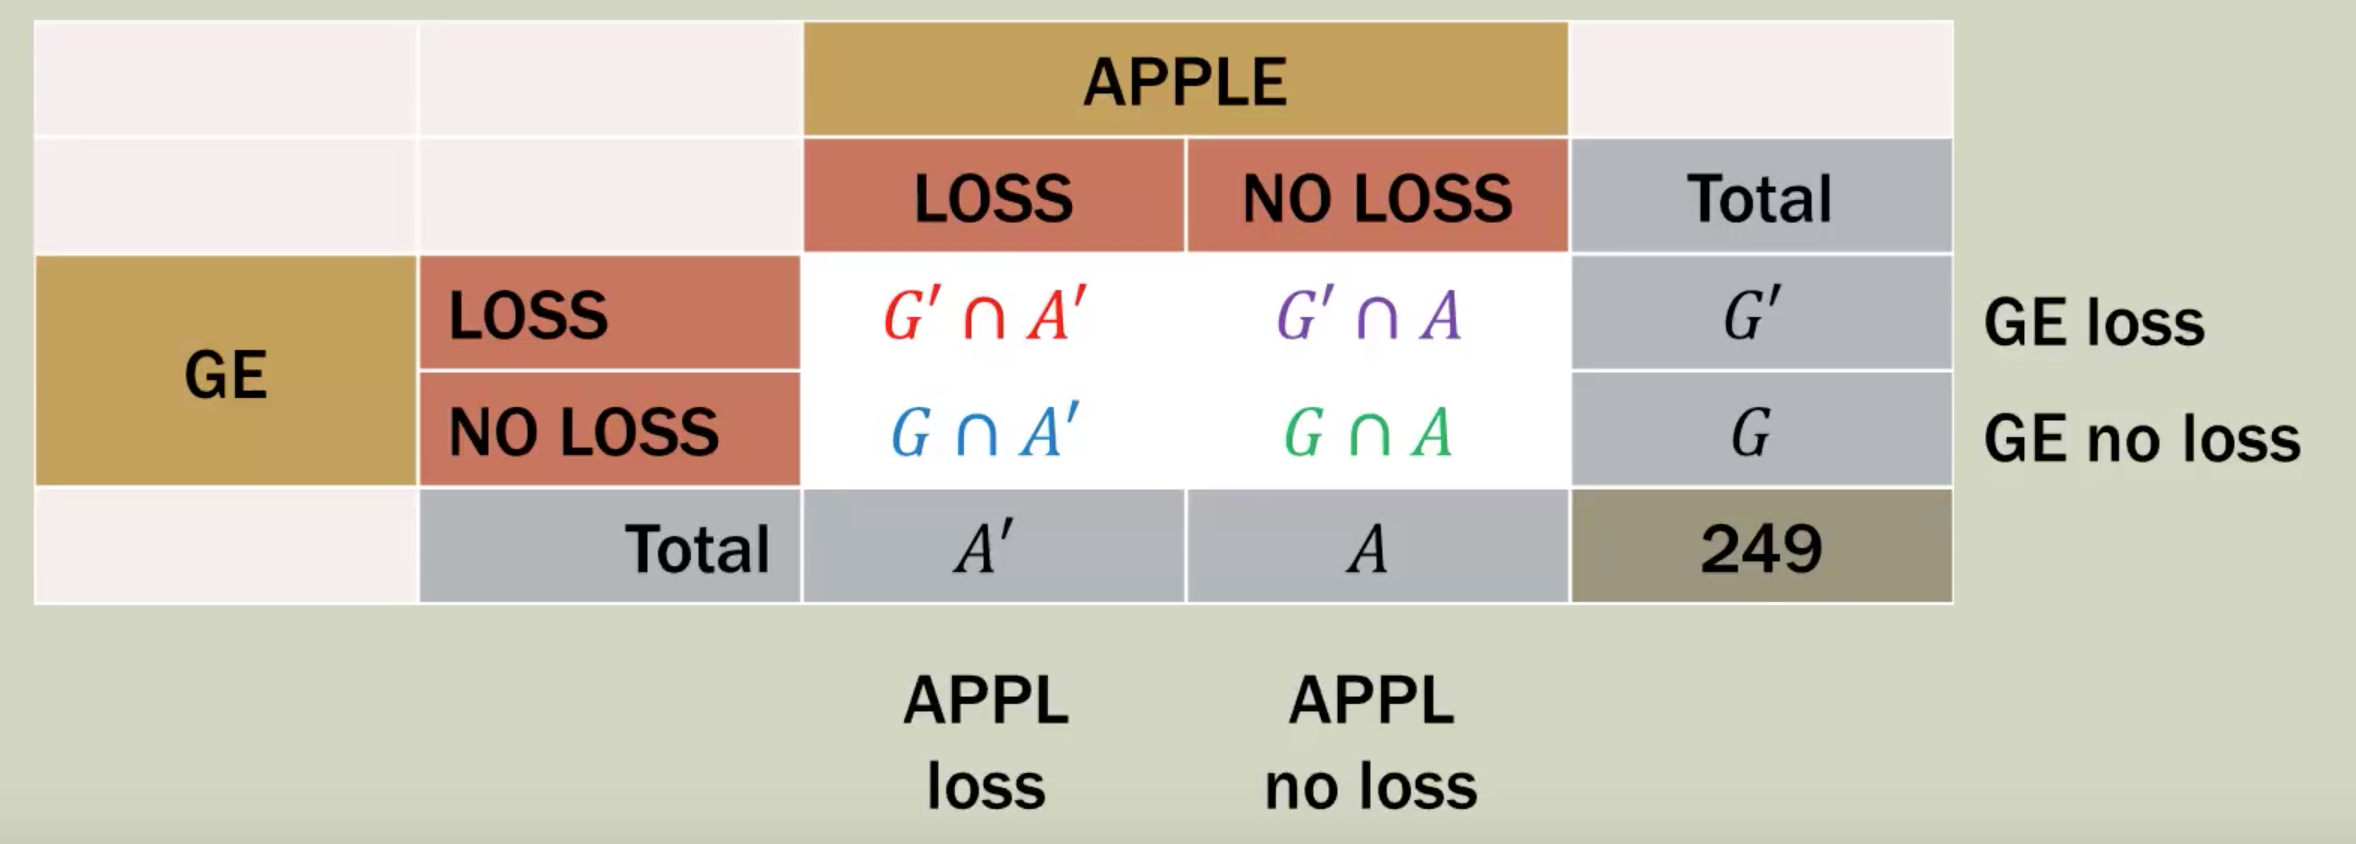 APPLE
LOSS NO LOSS Total
GE LOSS G′ ∩ A′ G′ ∩ A G′ GE loss
NO LOSS G ∩ A′ G ∩ A G GE no loss
Total A′ A 249
APPL APPL
loss no loss